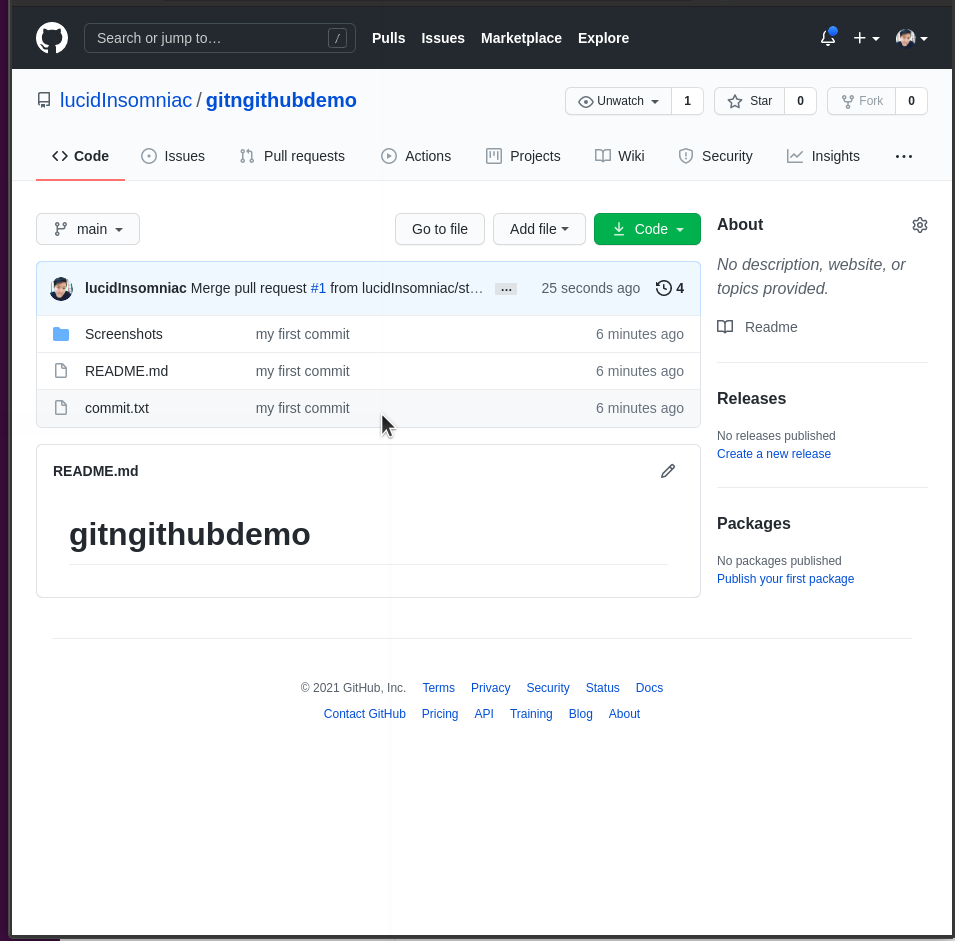 Search or jump to… / Pulls Issues Marketplace Explore
lucidInsomniac / gitngithubdemo Unwatch 1 Star 0 Fork 0
Code Issues Pull requests Actions Projects Wiki Security Insights ...
main Go to file Add file Code
lucidInsomniac Merge pull request #1 from lucidInsomniac/st… ... 25 seconds ago 4
Screenshots my first commit 6 minutes ago
README.md my first commit 6 minutes ago
commit.txt my first commit 6 minutes ago
README.md
gitngithubdemo
About
No description, website, or
topics provided.
Readme
Releases
No releases published
Create a new release
Packages
No packages published
Publish your first package
© 2021 GitHub, Inc. Terms Privacy Security Status Docs
Contact GitHub Pricing API Training Blog About